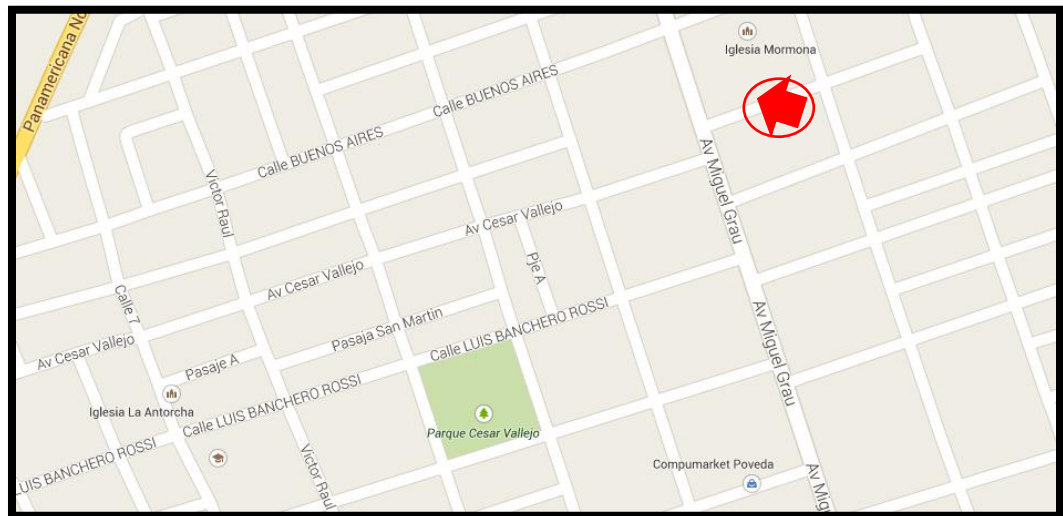 Panamericana No
Iglesia Mormona
Calle BUENOS AIRES
Calle BUENOS AIRES
Victor Raul
Av Miguel Grau
Av Cesar Vallejo
Pje A
Av Cesar Vallejo
Calle 7
Pasaja San Martin
Calle LUIS BANCHERO ROSSI
Av Miguel Grau
Av Cesar Vallejo
Pasaje A
Iglesia La Antorcha
Calle LUIS BANCHERO ROSSI
Parque Cesar Vallejo
LUIS BANCHERO ROSSI
Victor Raul
Compumarket Poveda
Av Mig